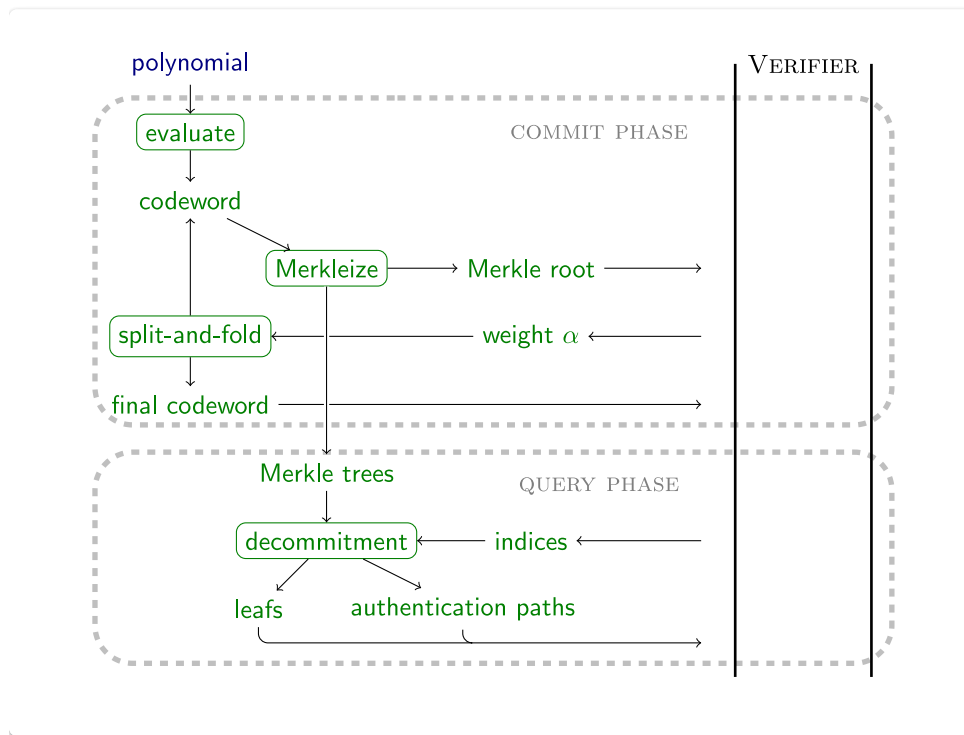 polynomial
VERIFIER
evaluate
COMMIT PHASE
codeword
Merkleize
Merkle root
split-and-fold
weight α
final codeword
Merkle trees
QUERY PHASE
decommitment
indices
leafs
authentication paths